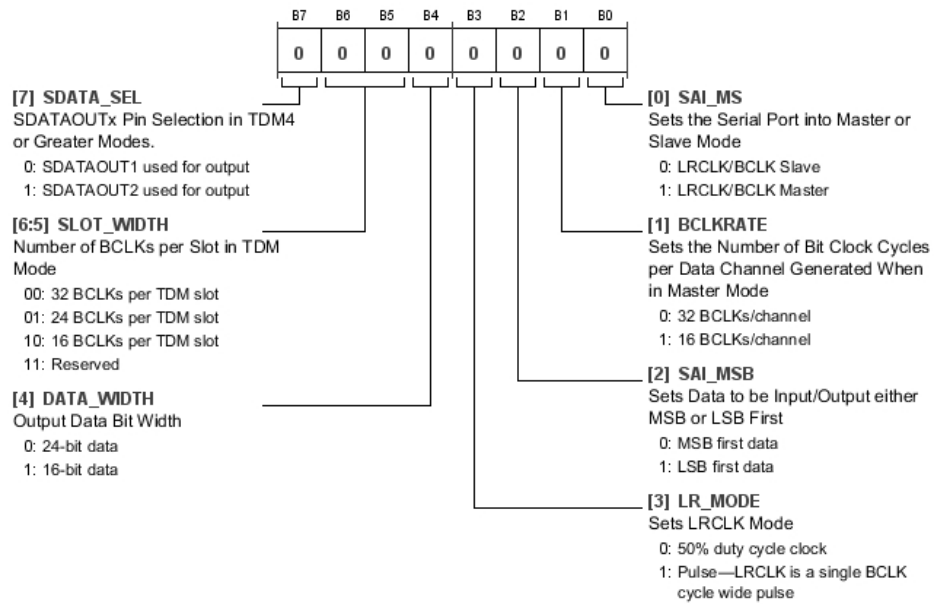 B7 B6 B5 B4 B3 B2 B1 B0
0 0 0 0 0 0 0 0
[7] SDATA_SEL
SDATAOUTx Pin Selection in TDM4
or Greater Modes.
0: SDATAOUT1 used for output
1: SDATAOUT2 used for output
[6:5] SLOT_WIDTH
Number of BCLKs per Slot in TDM
Mode
00: 32 BCLKs per TDM slot
01: 24 BCLKs per TDM slot
10: 16 BCLKs per TDM slot
11: Reserved
[4] DATA_WIDTH
Output Data Bit Width
0: 24-bit data
1: 16-bit data
[0] SAI_MS
Sets the Serial Port into Master or
Slave Mode
0: LRCLK/BCLK Slave
1: LRCLK/BCLK Master
[1] BCLKRATE
Sets the Number of Bit Clock Cycles
per Data Channel Generated When
in Master Mode
0: 32 BCLKs/channel
1: 16 BCLKs/channel
[2] SAI_MSB
Sets Data to be Input/Output either
MSB or LSB First
0: MSB first data
1: LSB first data
[3] LR_MODE
Sets LRCLK Mode
0: 50% duty cycle clock
1: Pulse—LRCLK is a single BCLK
cycle wide pulse